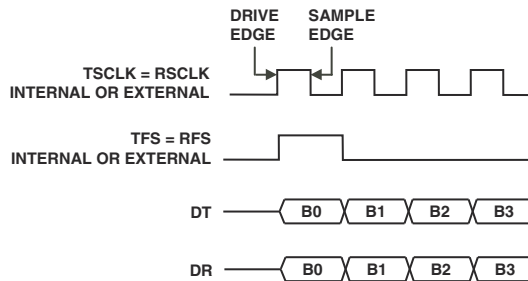 DRIVE EDGE
SAMPLE EDGE
TSCLK = RSCLK
INTERNAL OR EXTERNAL
TFS = RFS
INTERNAL OR EXTERNAL
DT B0 B1 B2 B3
DR B0 B1 B2 B3